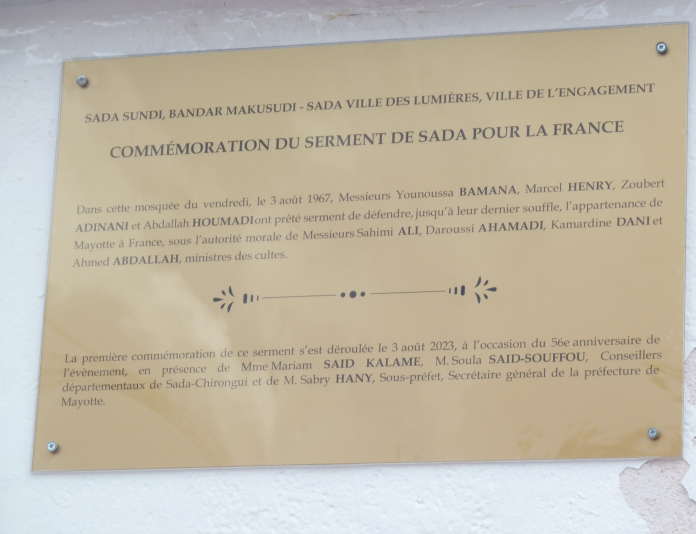 SADA SUNDI, BANDAR MAKUSUDI - SADA VILLE DES LUMIÈRES, VILLE DE L'ENGAGEMENT
COMMÉMORATION DU SERMENT DE SADA POUR LA FRANCE
Dans cette mosquée du vendredi, le 3 août 1967, Messieurs Younoussa BAMANA, Marcel HENRY, Zoubert
ADINANI et Abdallah HOUMADI ont prêté serment de défendre, jusqu'à leur dernier souffle, l'appartenance de
Mayotte à France, sous l'autorité morale de Messieurs Sahimi ALI, Daroussi AHAMADI, Kamardine DANI et
Ahmed ABDALLAH, ministres des cultes.
La première commémoration de ce serment s'est déroulée le 3 août 2023, à l'occasion du 56e anniversaire de
l'évènement, en présence de Mme Mariam SAID KALAME, M. Soula SAID-SOUFFOU, Conseillers
départementaux de Sada-Chirongui et de M. Sabry HANY, Sous-préfet, Secrétaire général de la préfecture de
Mayotte.